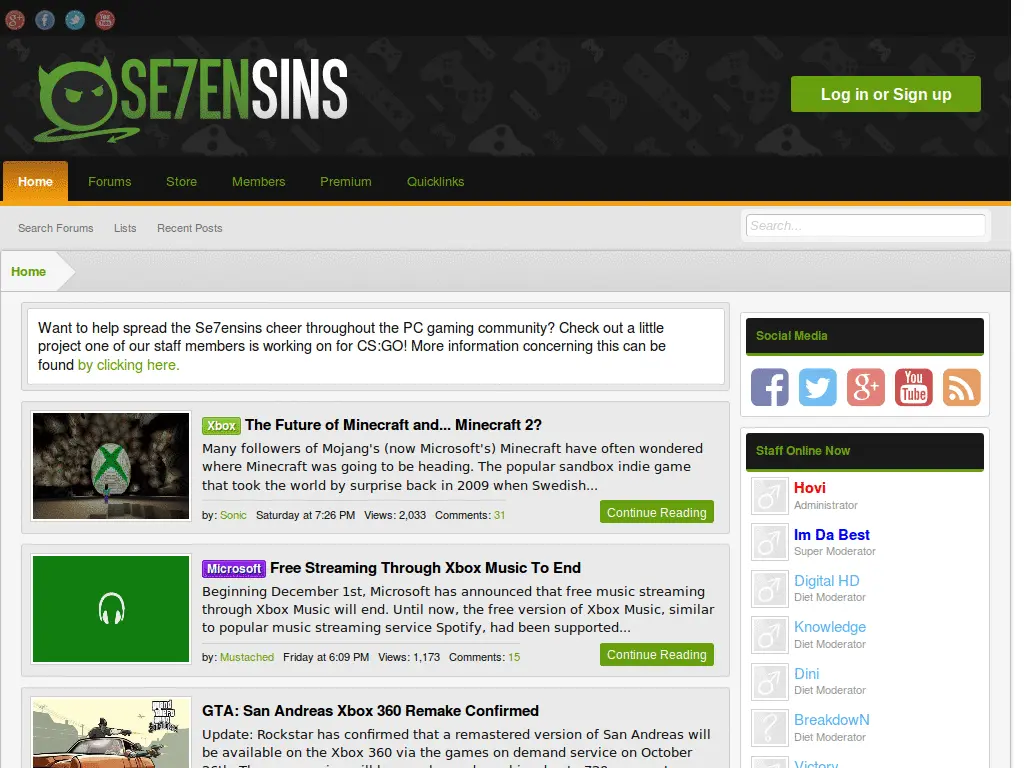 SE7ENSINS
Log in or Sign up
Home Forums Store Members Premium Quicklinks
Search Forums Lists Recent Posts
Search...
Home
Want to help spread the Se7ensins cheer throughout the PC gaming community? Check out a little
project one of our staff members is working on for CS:GO! More information concerning this can be
found by clicking here.
Xbox The Future of Minecraft and... Minecraft 2?
Many followers of Mojang's (now Microsoft's) Minecraft have often wondered
where Minecraft was going to be heading. The popular sandbox indie game
that took the world by surprise back in 2009 when Swedish...
by: Sonic Saturday at 7:26 PM Views: 2,033 Comments: 31
Continue Reading
Microsoft Free Streaming Through Xbox Music To End
Beginning December 1st, Microsoft has announced that free music streaming
through Xbox Music will end. Until now, the free version of Xbox Music, similar
to popular music streaming service Spotify, had been supported...
by: Mustached Friday at 6:09 PM Views: 1,173 Comments: 15
Continue Reading
GTA: San Andreas Xbox 360 Remake Confirmed
Update: Rockstar has confirmed that a remastered version of San Andreas will
be available on the Xbox 360 via the games on demand service on October
Social Media
You
Tube
Staff Online Now
Hovi
Administrator
Im Da Best
Super Moderator
Digital HD
Diet Moderator
Knowledge
Diet Moderator
Dini
Diet Moderator
BreakdowN
Diet Moderator
Victory